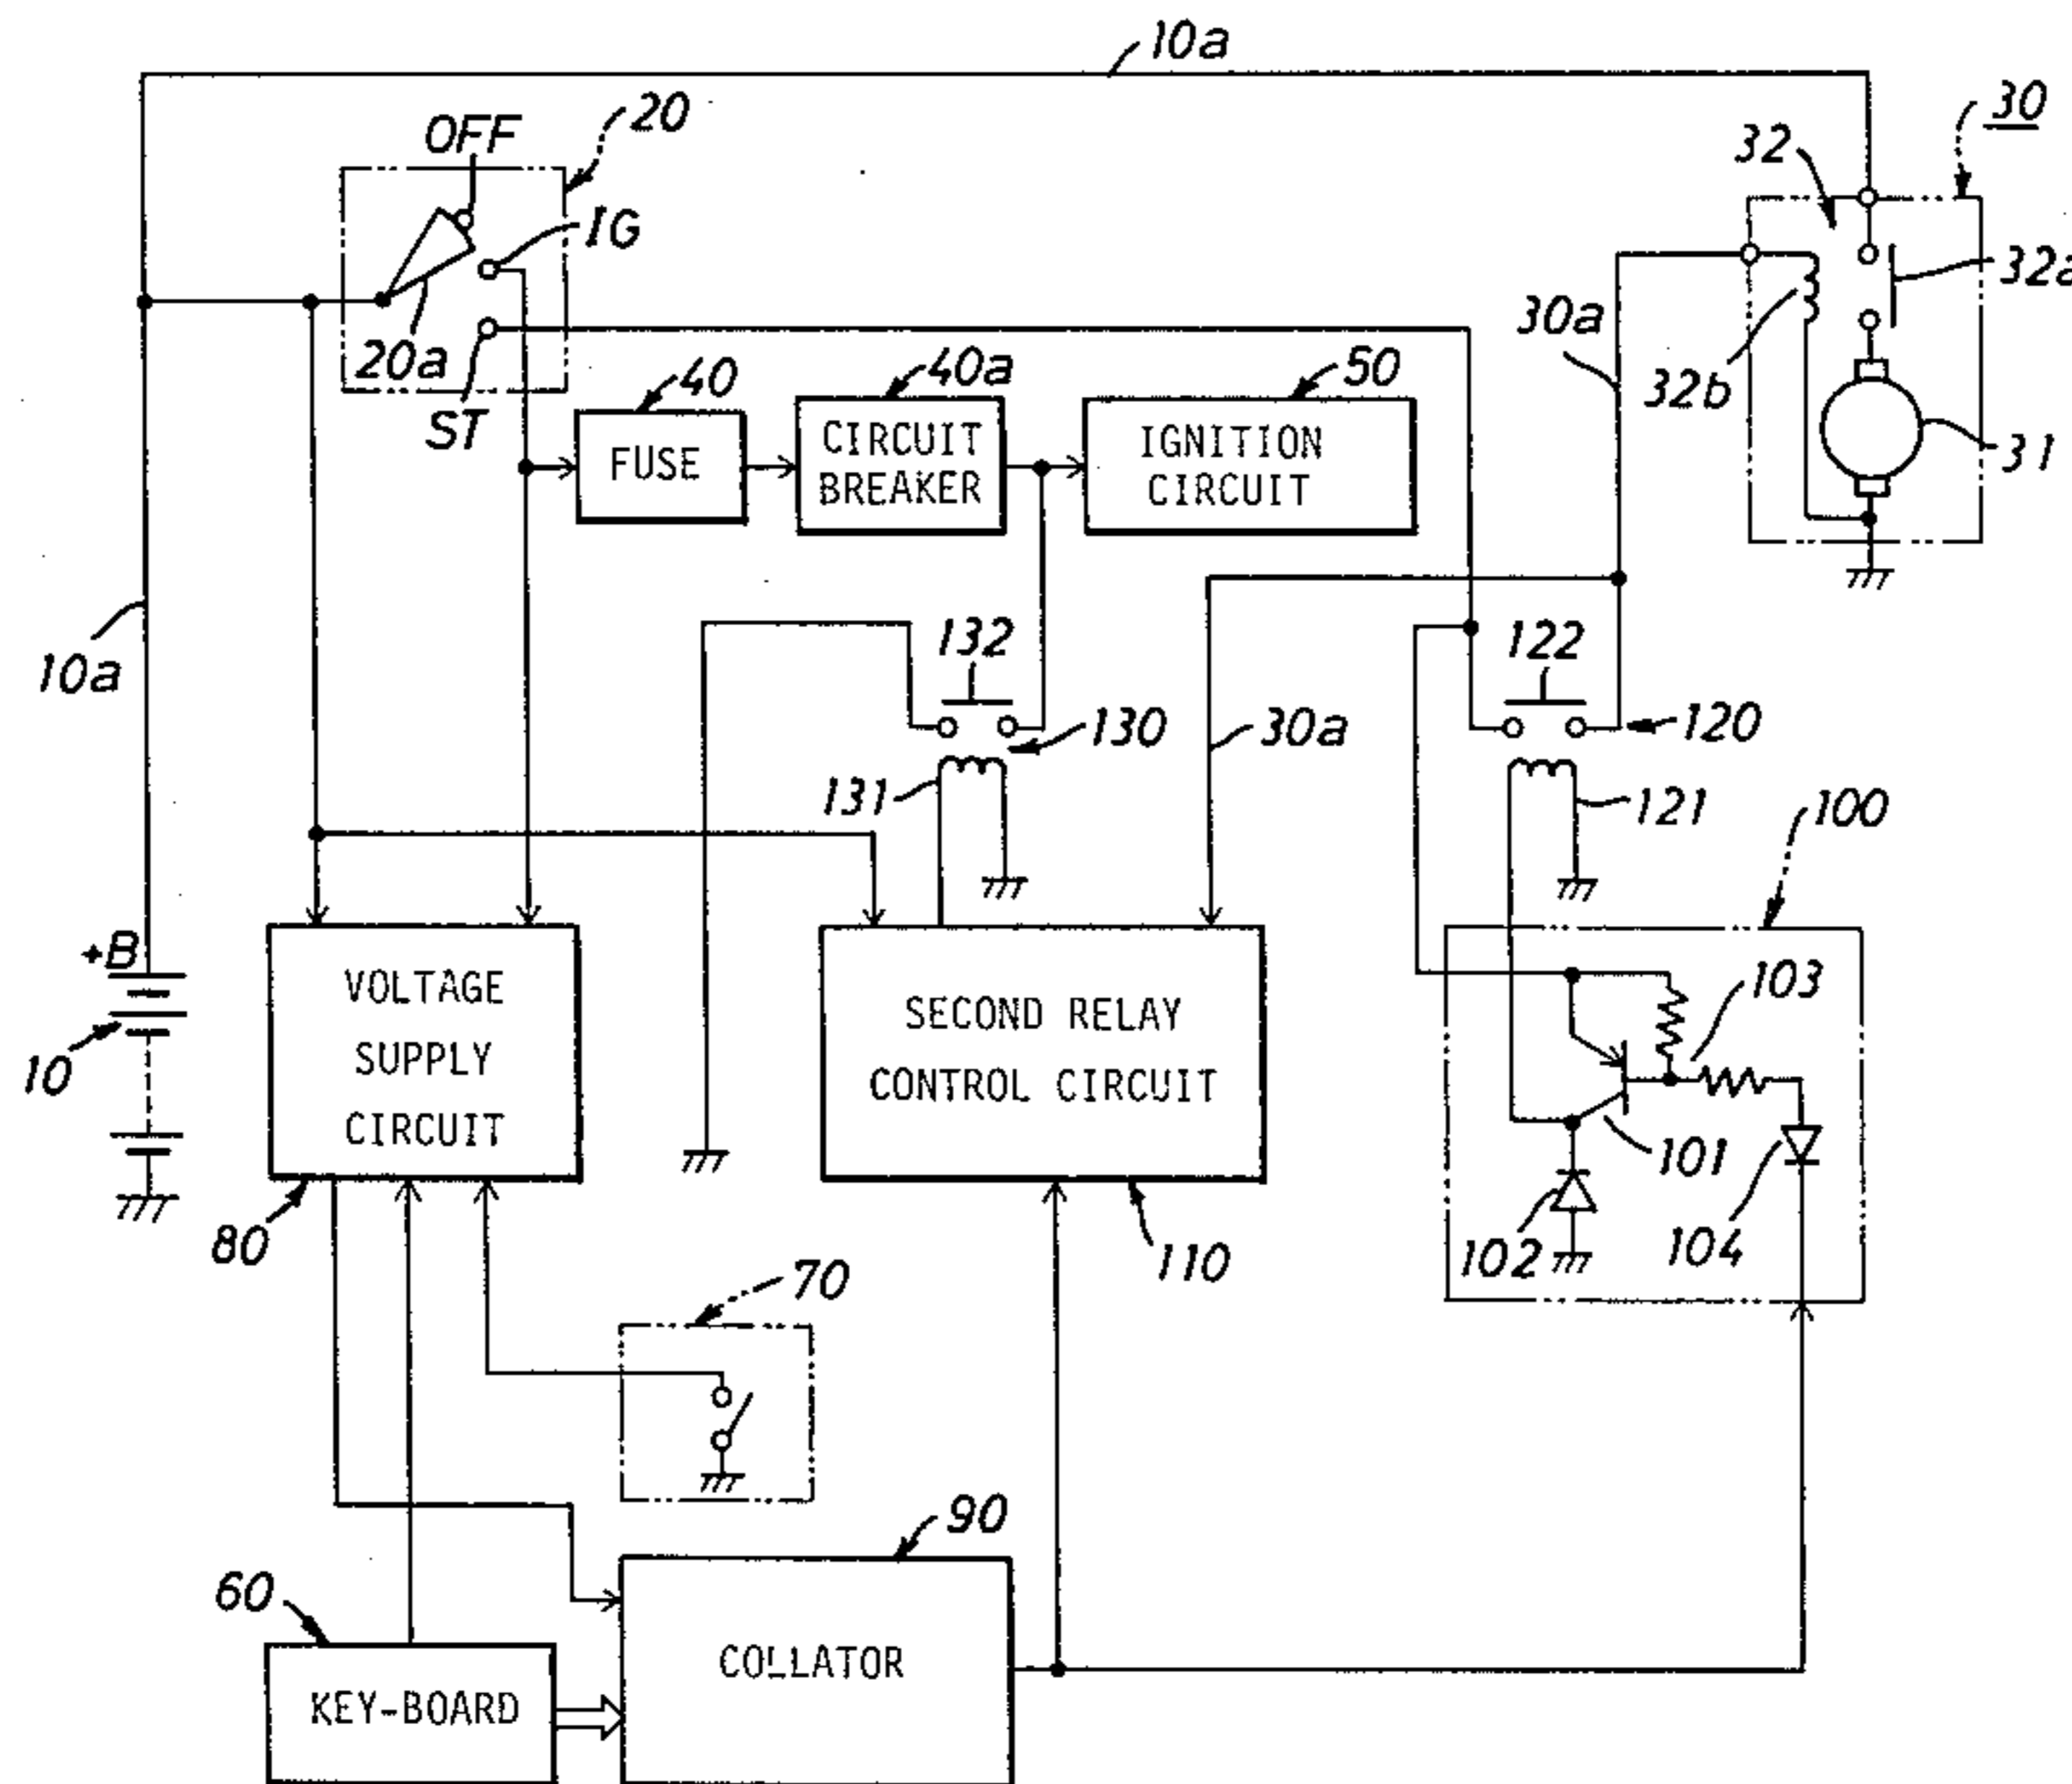 10a
OFF
20
30
32
IG
32a
30a
20a
40
40a
50
32b
ST
FUSE
CIRCUIT
BREAKER
IGNITION
CIRCUIT
31
10a
132
122
130
30a
120
131
121
100
+B
10
VOLTAGE
SUPPLY
CIRCUIT
SECOND RELAY
CONTROL CIRCUIT
103
101
80
110
102
104
70
90
60
COLLATOR
KEY-BOARD